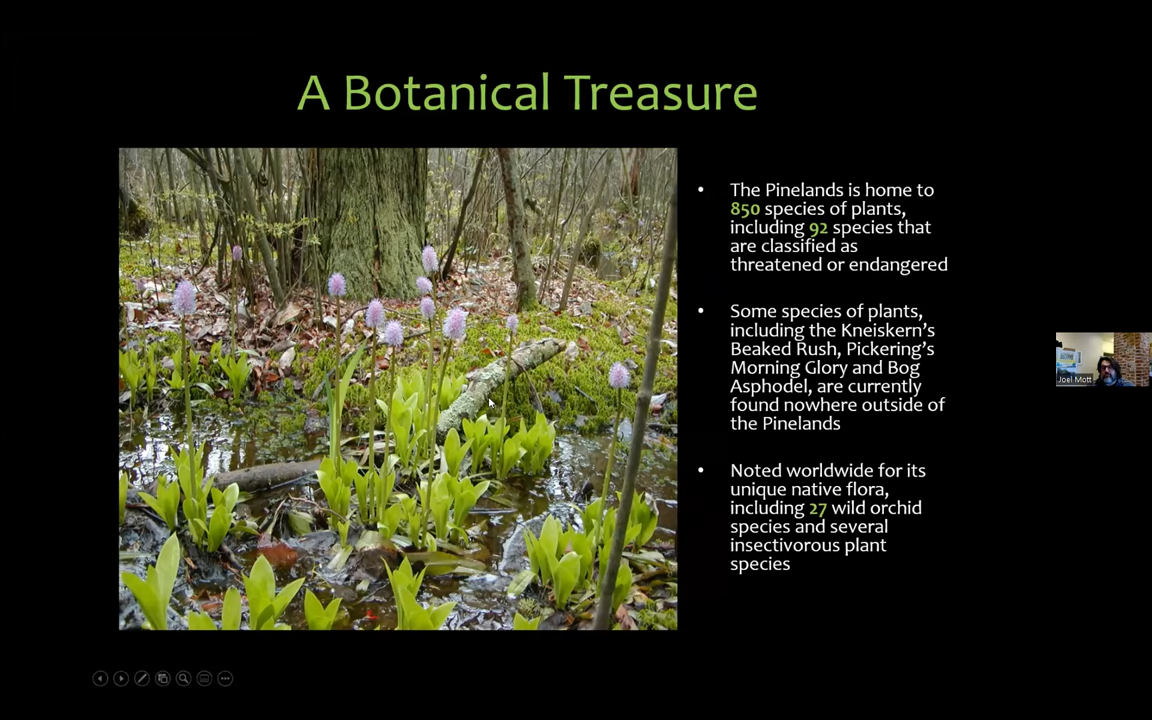 A Botanical Treasure
• The Pinelands is home to
850 species of plants,
including 92 species that
are classified as
threatened or endangered
• Some species of plants,
including the Kneiskern's
Beaked Rush, Pickering's
Morning Glory and Bog
Asphodel, are currently
found nowhere outside of
the Pinelands
• Noted worldwide for its
unique native flora,
including 27 wild orchid
species and several
insectivorous plant
species
Joel Mott